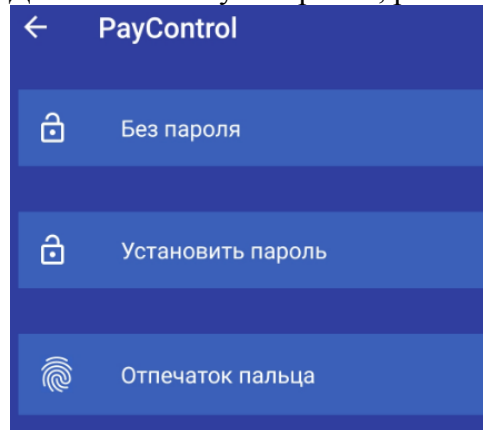 PayControl
Без пароля
Установить пароль
Отпечаток пальца